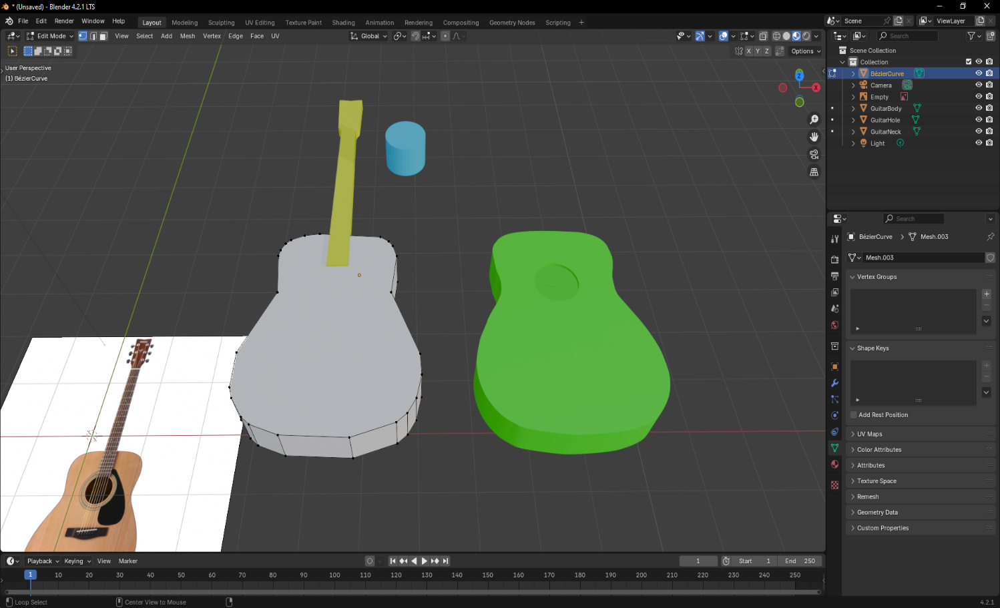 * (Unsaved) - Blender 4.2.1 LTS
File Edit Render Window Help Layout Modeling Sculpting UV Editing Texture Paint Shading Animation Rendering Compositing Geometry Nodes Scripting + Scene ViewLayer
Edit Mode View Select Add Mesh Vertex Edge Face UV Global Search
X Y Z Options
Scene Collection
Collection
User Perspective
(1) BézierCurve
BézierCurve
Camera
Empty
GuitarBody
GuitarHole
GuitarNeck
Light
Z
X
Search
BézierCurve > Mesh.003
Mesh.003
Vertex Groups
Shape Keys
Add Rest Position
UV Maps
Color Attributes
Attributes
Texture Space
Remesh
Geometry Data
Custom Properties
Playback Keying View Marker 1 Start 1 End 250
1 10 20 30 40 50 60 70 80 90 100 110 120 130 140 150 160 170 180 190 200 210 220 230 240 250
Loop Select Center View to Mouse 4.2.1